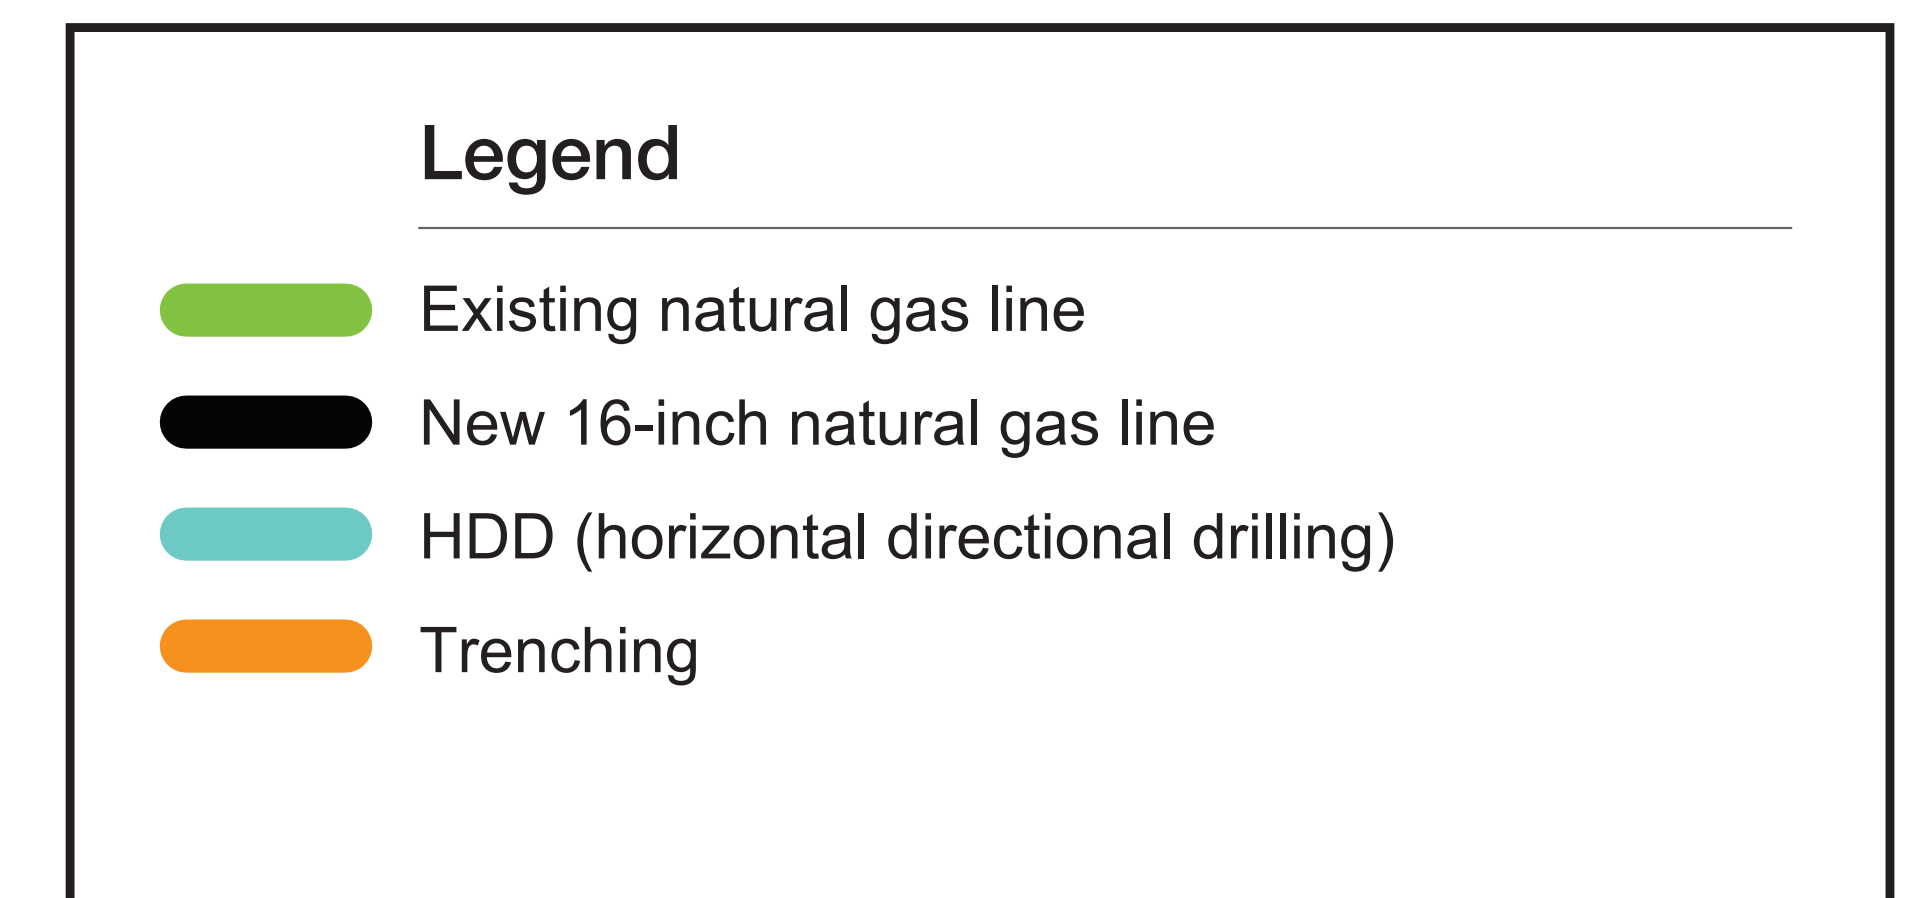 Legend
Existing natural gas line
New 16-inch natural gas line
HDD (horizontal directional drilling)
Trenching